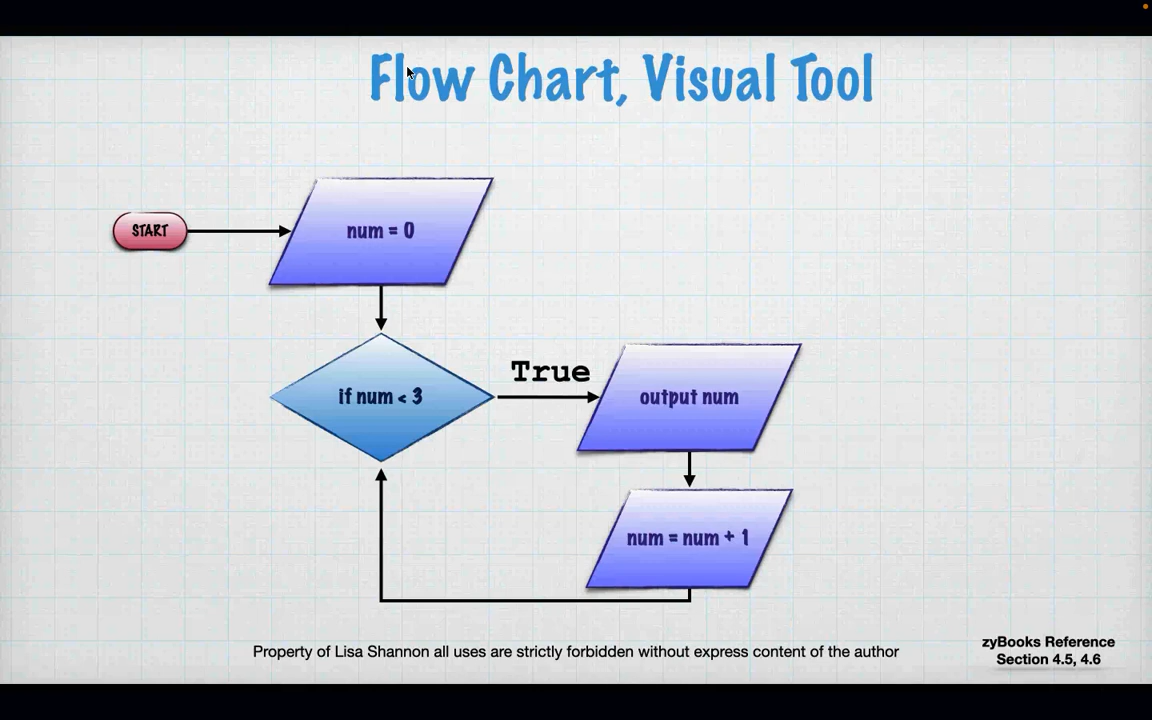 Flow Chart, Visual Tool
START
num = 0
if num < 3
True
output num
num = num + 1
Property of Lisa Shannon all uses are strictly forbidden without express content of the author
zyBooks Reference
Section 4.5, 4.6